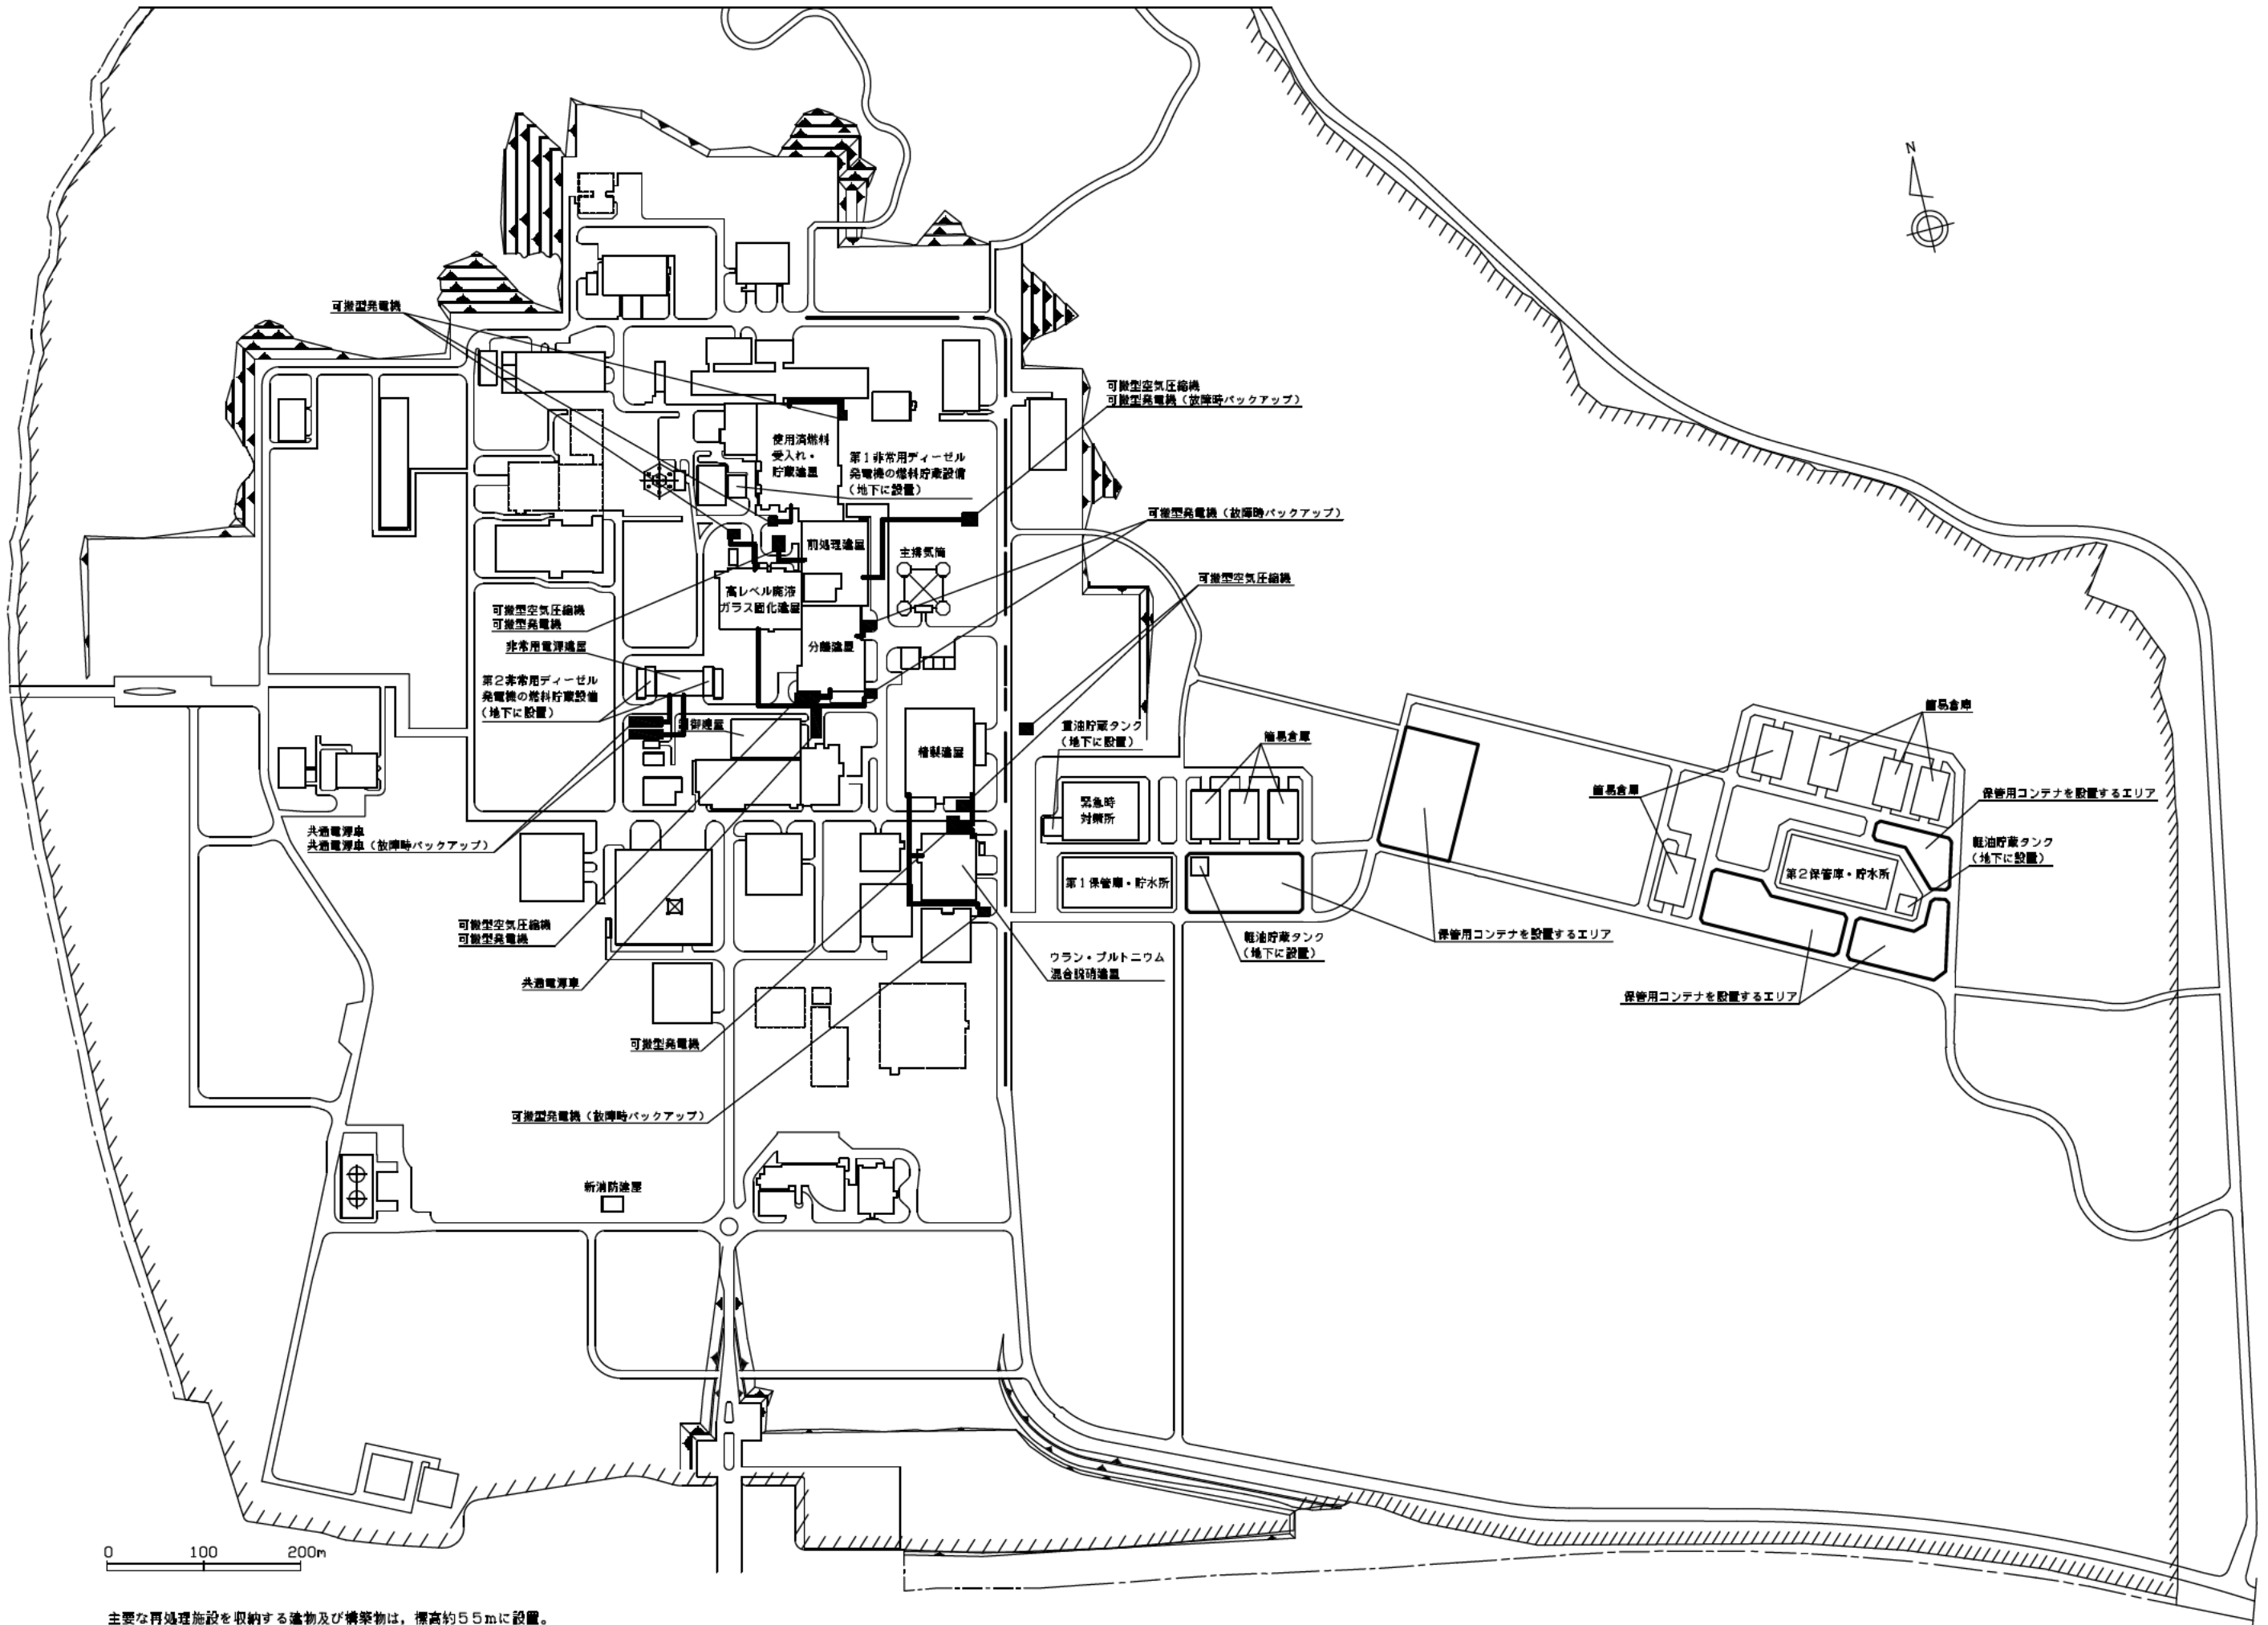 N
可搬型発電機
可搬型空気圧縮機
可搬型発電機（故障時バックアップ）
使用済燃料
受入れ・
貯蔵建屋
第１非常用ディーゼル
発電機の燃料貯蔵設備
（地下に設置）
可搬型発電機（故障時バックアップ）
前処理建屋
主排気筒
可搬型空気圧縮機
高レベル廃液
ガラス固化建屋
可搬型空気圧縮機
可搬型発電機
非常用電源建屋
分離建屋
第２非常用ディーゼル
発電機の燃料貯蔵設備
（地下に設置）
制御建屋
重油貯蔵タンク
（地下に設置）
簡易倉庫
簡易倉庫
精製建屋
簡易倉庫
保管用コンテナを設置するエリア
緊急時
対策所
共通電源車
共通電源車（故障時バックアップ）
軽油貯蔵タンク
（地下に設置）
第１保管庫・貯水所
第２保管庫・貯水所
可搬型空気圧縮機
可搬型発電機
軽油貯蔵タンク
（地下に設置）
保管用コンテナを設置するエリア
ウラン・プルトニウム
混合脱硝建屋
共通電源車
保管用コンテナを設置するエリア
可搬型発電機
可搬型発電機（故障時バックアップ）
新消防建屋
0 100 200m
主要な再処理施設を収納する建物及び構築物は，標高約５５ｍに設置。